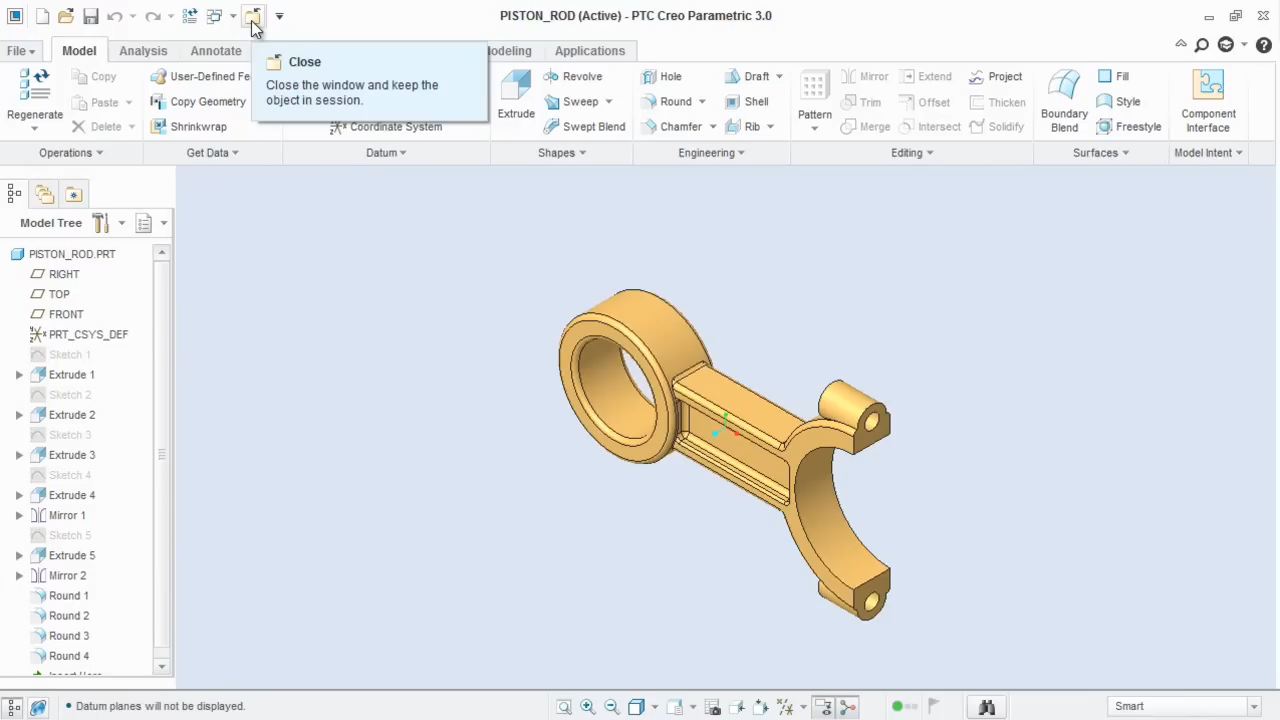 PISTON_ROD (Active) - PTC Creo Parametric 3.0
File
Model
Analysis
Annotate
Applications
Close
Close the window and keep the
object in session.
Regenerate
Copy
Paste
Delete
Operations
User-Defined
Copy Geometry
Shrinkwrap
Get Data
Coordinate System
Datum
Extrude
Revolve
Sweep
Swept Blend
Shapes
Hole
Round
Chamfer
Draft
Shell
Rib
Engineering
Pattern
Mirror
Trim
Merge
Extend
Offset
Intersect
Project
Thicken
Solidify
Editing
Boundary
Blend
Fill
Style
Freestyle
Surfaces
Component
Interface
Model Intent
Model Tree
PISTON_ROD.PRT
RIGHT
TOP
FRONT
PRT_CSYS_DEF
Sketch 1
Extrude 1
Sketch 2
Extrude 2
Sketch 3
Extrude 3
Sketch 4
Extrude 4
Mirror 1
Sketch 5
Extrude 5
Mirror 2
Round 1
Round 2
Round 3
Round 4
• Datum planes will not be displayed.
Smart